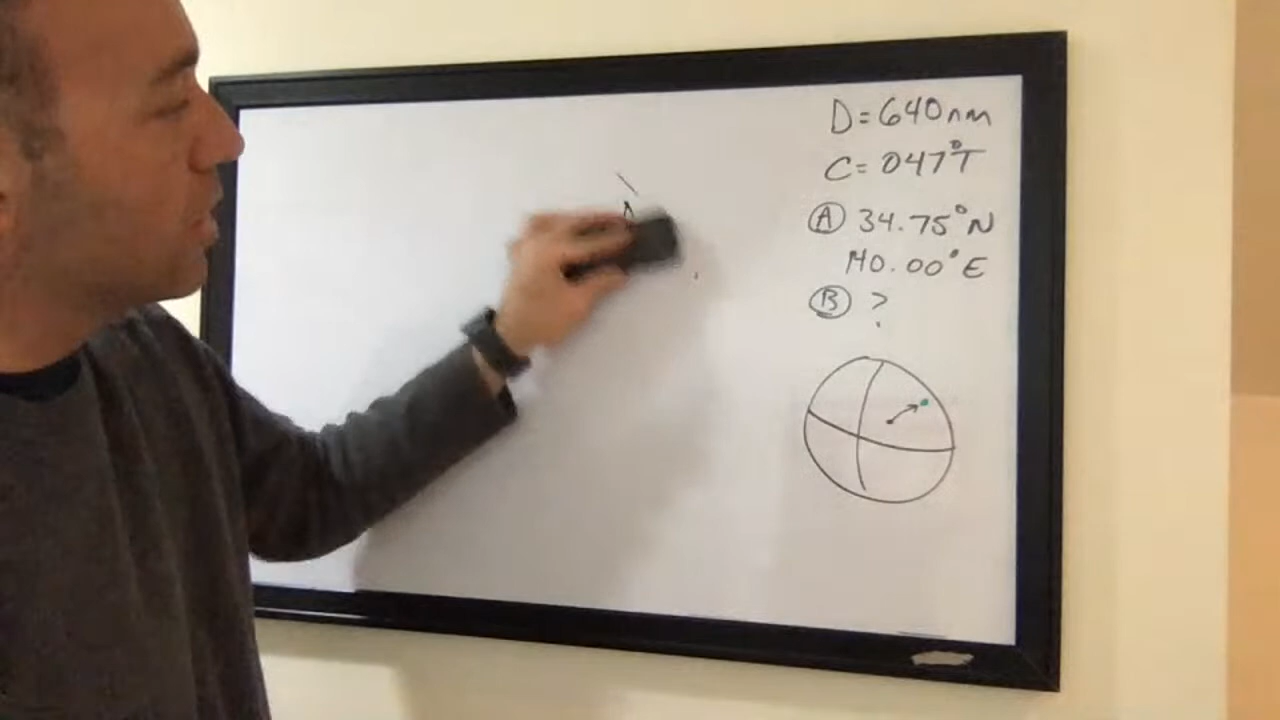 D = 640nm
C = 047°T
Ⓐ 34.75°N
140.00°E
Ⓑ ?